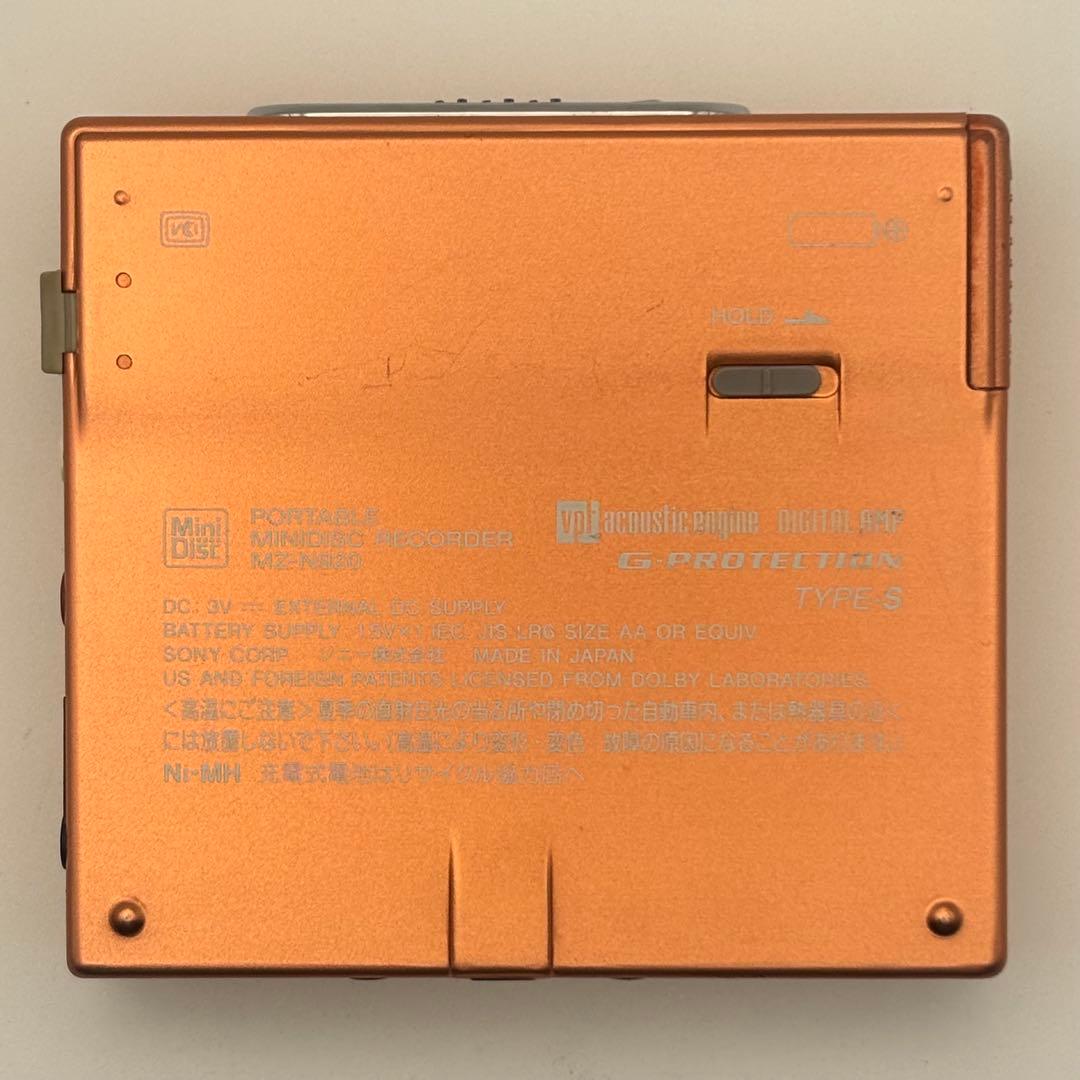 VCCI
HOLD
Mini
Disc
PORTABLE
MINIDISC RECORDER
MZ-N920
vpt acoustic engine DIGITAL AMP
G-PROTECTION
TYPE-S
DC: 3V ⎓ EXTERNAL DC SUPPLY
BATTERY SUPPLY: 1.5V×1 IEC, JIS LR6 SIZE AA OR EQUIV
SONY CORP. ソニー株式会社 MADE IN JAPAN
US AND FOREIGN PATENTS LICENSED FROM DOLBY LABORATORIES.
<高温にご注意>夏季の直射日光の当る所や閉め切った自動車内、または熱器具の近く
には放置しないで下さい。(高温により変形・変色・故障の原因になることがあります。)
Ni-MH 充電式電池はリサイクル協力店へ